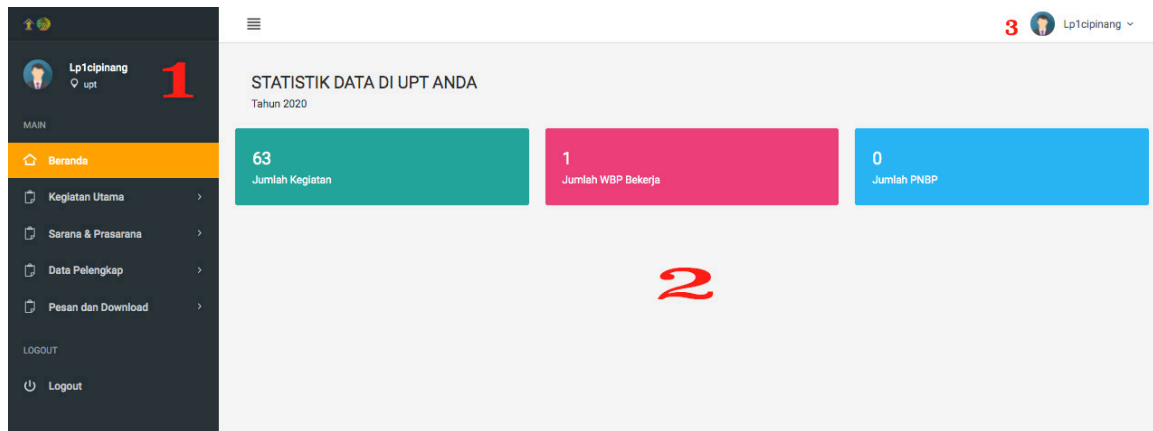 Lp1cipinang
upt
1
MAIN
Beranda
Kegiatan Utama
Sarana & Prasarana
Data Pelengkap
Pesan dan Download
LOGOUT
Logout
3
Lp1cipinang
STATISTIK DATA DI UPT ANDA
Tahun 2020
63
Jumlah Kegiatan
1
Jumlah WBP Bekerja
0
Jumlah PNBP
2